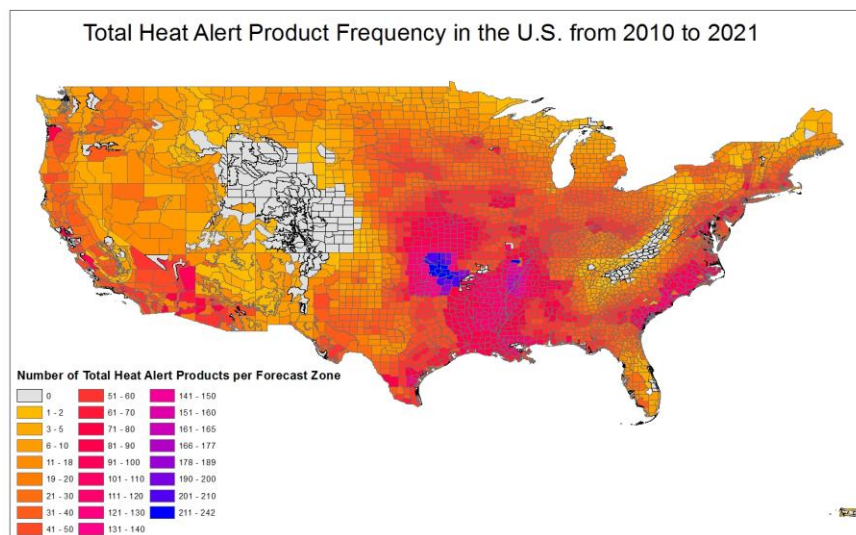 Total Heat Alert Product Frequency in the U.S. from 2010 to 2021
Number of Total Heat Alert Products per Forecast Zone
0
1 - 2
3 - 5
6 - 10
11 - 18
19 - 20
21 - 30
31 - 40
41 - 50
51 - 60
61 - 70
71 - 80
81 - 90
91 - 100
101 - 110
111 - 120
121 - 130
131 - 140
141 - 150
151 - 160
161 - 165
166 - 177
178 - 189
190 - 200
201 - 210
211 - 242